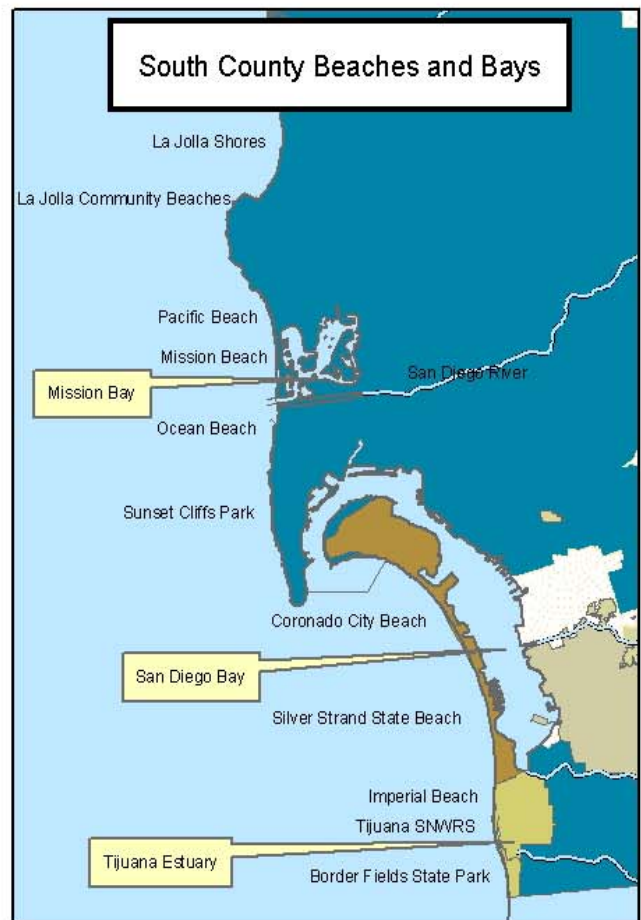 South County Beaches and Bays
La Jolla Shores
La Jolla Community Beaches
Pacific Beach
Mission Beach
San Diego River
Mission Bay
Ocean Beach
Sunset Cliffs Park
Coronado City Beach
San Diego Bay
Silver Strand State Beach
Imperial Beach
Tijuana SNWRS
Tijuana Estuary
Border Fields State Park